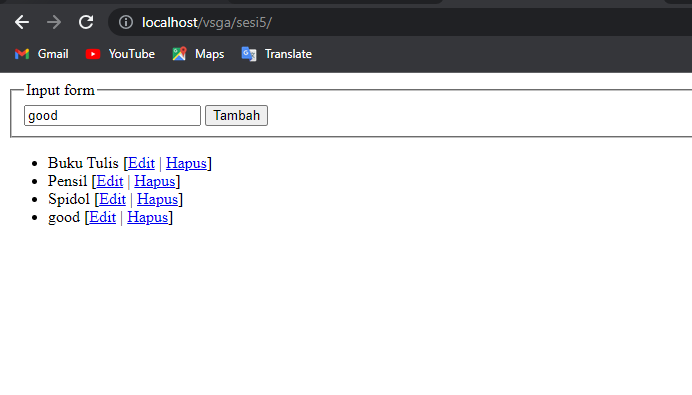 localhost/vsga/sesi5/
Gmail YouTube Maps Translate
Input form
good Tambah
Buku Tulis [Edit | Hapus]
Pensil [Edit | Hapus]
Spidol [Edit | Hapus]
good [Edit | Hapus]